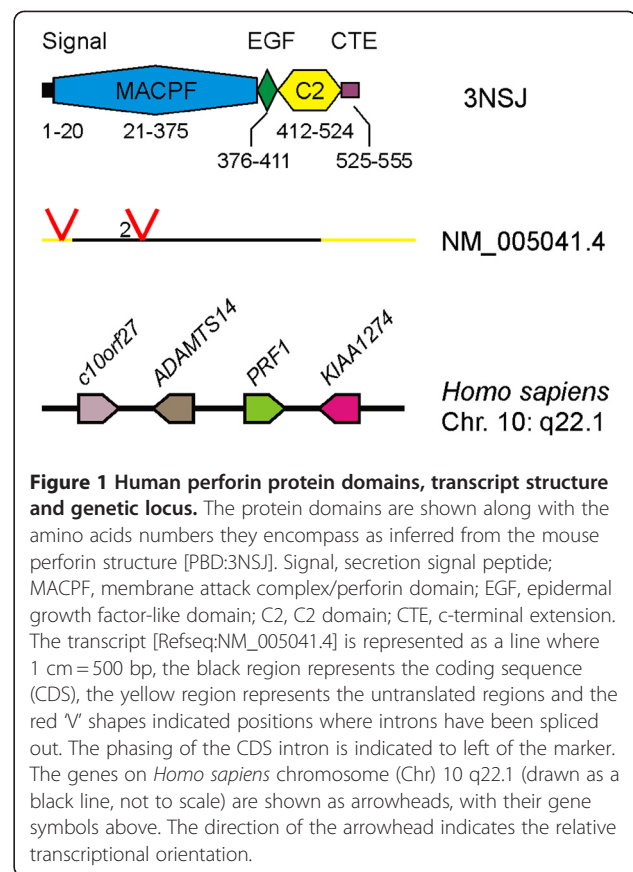 Signal EGF CTE
MACPF C2 3NSJ
1-20 21-375 412-524
376-411 525-555
2
NM_005041.4
c10orf27 ADAMTS14 PRF1 KIAA1274
Homo sapiens
Chr. 10: q22.1
Figure 1 Human perforin protein domains, transcript structure
and genetic locus. The protein domains are shown along with the
amino acids numbers they encompass as inferred from the mouse
perforin structure [PBD:3NSJ]. Signal, secretion signal peptide;
MACPF, membrane attack complex/perforin domain; EGF, epidermal
growth factor-like domain; C2, C2 domain; CTE, c-terminal extension.
The transcript [Refseq:NM_005041.4] is represented as a line where
1 cm = 500 bp, the black region represents the coding sequence
(CDS), the yellow region represents the untranslated regions and the
red ‘V’ shapes indicated positions where introns have been spliced
out. The phasing of the CDS intron is indicated to left of the marker.
The genes on Homo sapiens chromosome (Chr) 10 q22.1 (drawn as a
black line, not to scale) are shown as arrowheads, with their gene
symbols above. The direction of the arrowhead indicates the relative
transcriptional orientation.